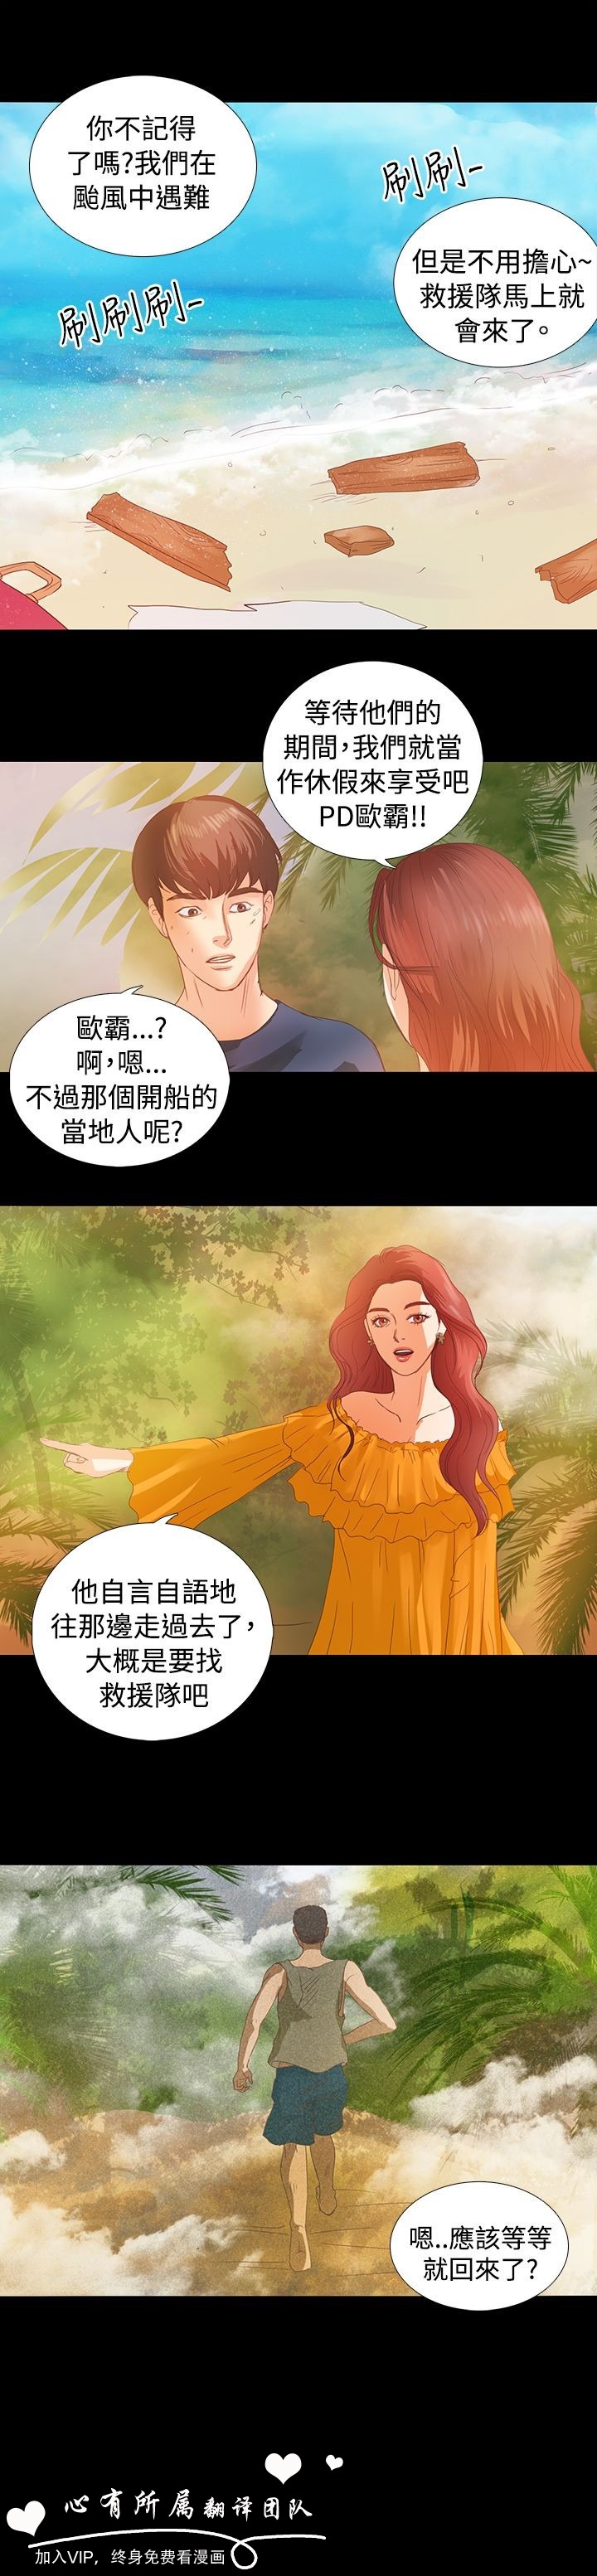 你不記得
了嗎?我們在
颱風中遇難
刷刷-
但是不用擔心~
救援隊馬上就
會來了。
刷刷刷-
等待他們的
期間,我們就當
作休假來享受吧
PD歐霸!!
歐霸...?
啊,嗯...
不過那個開船的
當地人呢?
他自言自語地
往那邊走過去了,
大概是要找
救援隊吧
嗯..應該等等
就回來了?
心有所属翻译团队
加入VIP，终身免费看漫画